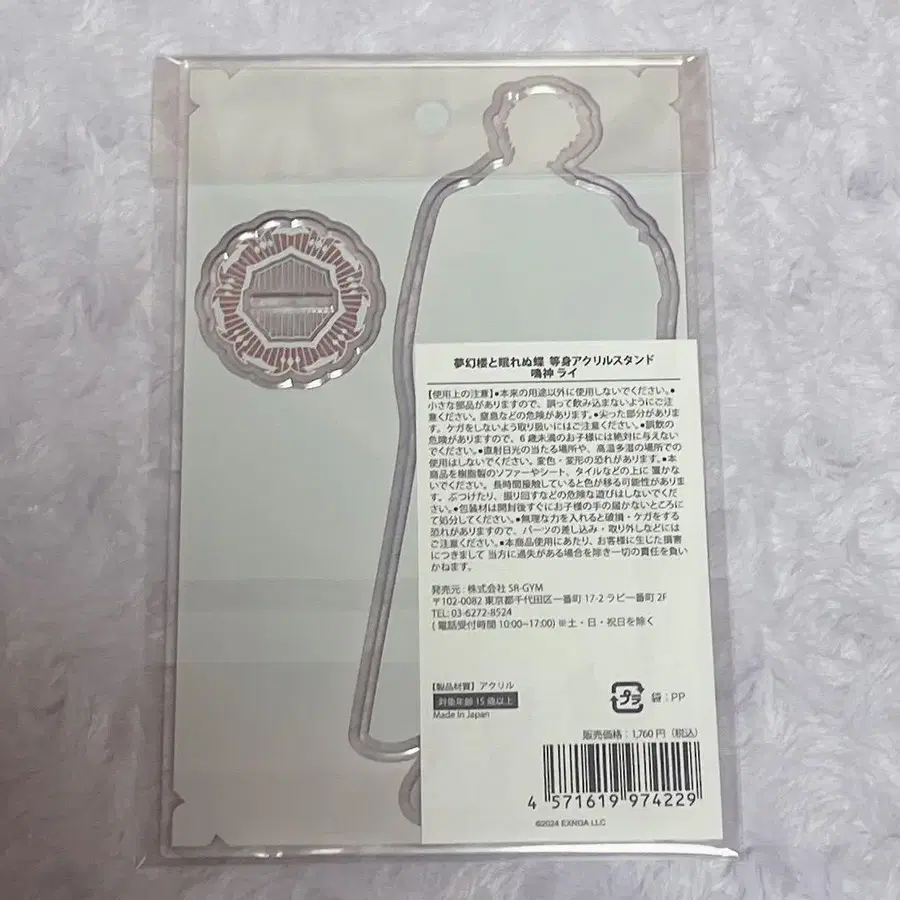 夢幻楼と眠れぬ蝶 等身アクリルスタンド
鳴神 ライ
【使用上の注意】●本来の用途以外に使用しないでください。●
小さな部品がありますので、誤って飲み込まないようにご注
意ください。窒息などの危険があります。●尖った部分がありま
す。ケガをしないよう取り扱いにはご注意ください。●誤飲の
危険がありますので、6歳未満のお子様には絶対に与えない
でください。●直射日光の当たる場所や、高温多湿の場所での
使用はしないでください。変色・変形の恐れがあります。●本
商品を樹脂製のソファーやシート、タイルなどの上に置かな
いでください。長時間接触していると色が移る可能性がありま
す。ぶつけたり、振り回すなどの危険な遊びはしないでくだ
さい。●包装材は開封後すぐにお子様の手の届かないところに
て処分してください。●無理な力を入れると破損・ケガをする
恐れがありますので、パーツの差し込み・取り外しなどには
ご注意ください。●本商品使用にあたり、お客様に生じた損害
につきまして 当方に過失がある場合を除き一切の責任を負い
かねます。
発売元:株式会社 SR-GYM
〒102-0082 東京都千代田区一番町 17-2 ラピ一番町 2F
TEL: 03-6272-8524
(電話受付時間 10:00~17:00) ※土・日・祝日を除く
【製品材質】アクリル
対象年齢 15歳以上
Made In Japan
プラ 袋:PP
販売価格:1,760円(税込)
4 571619 974229
©2024 EXNOA LLC